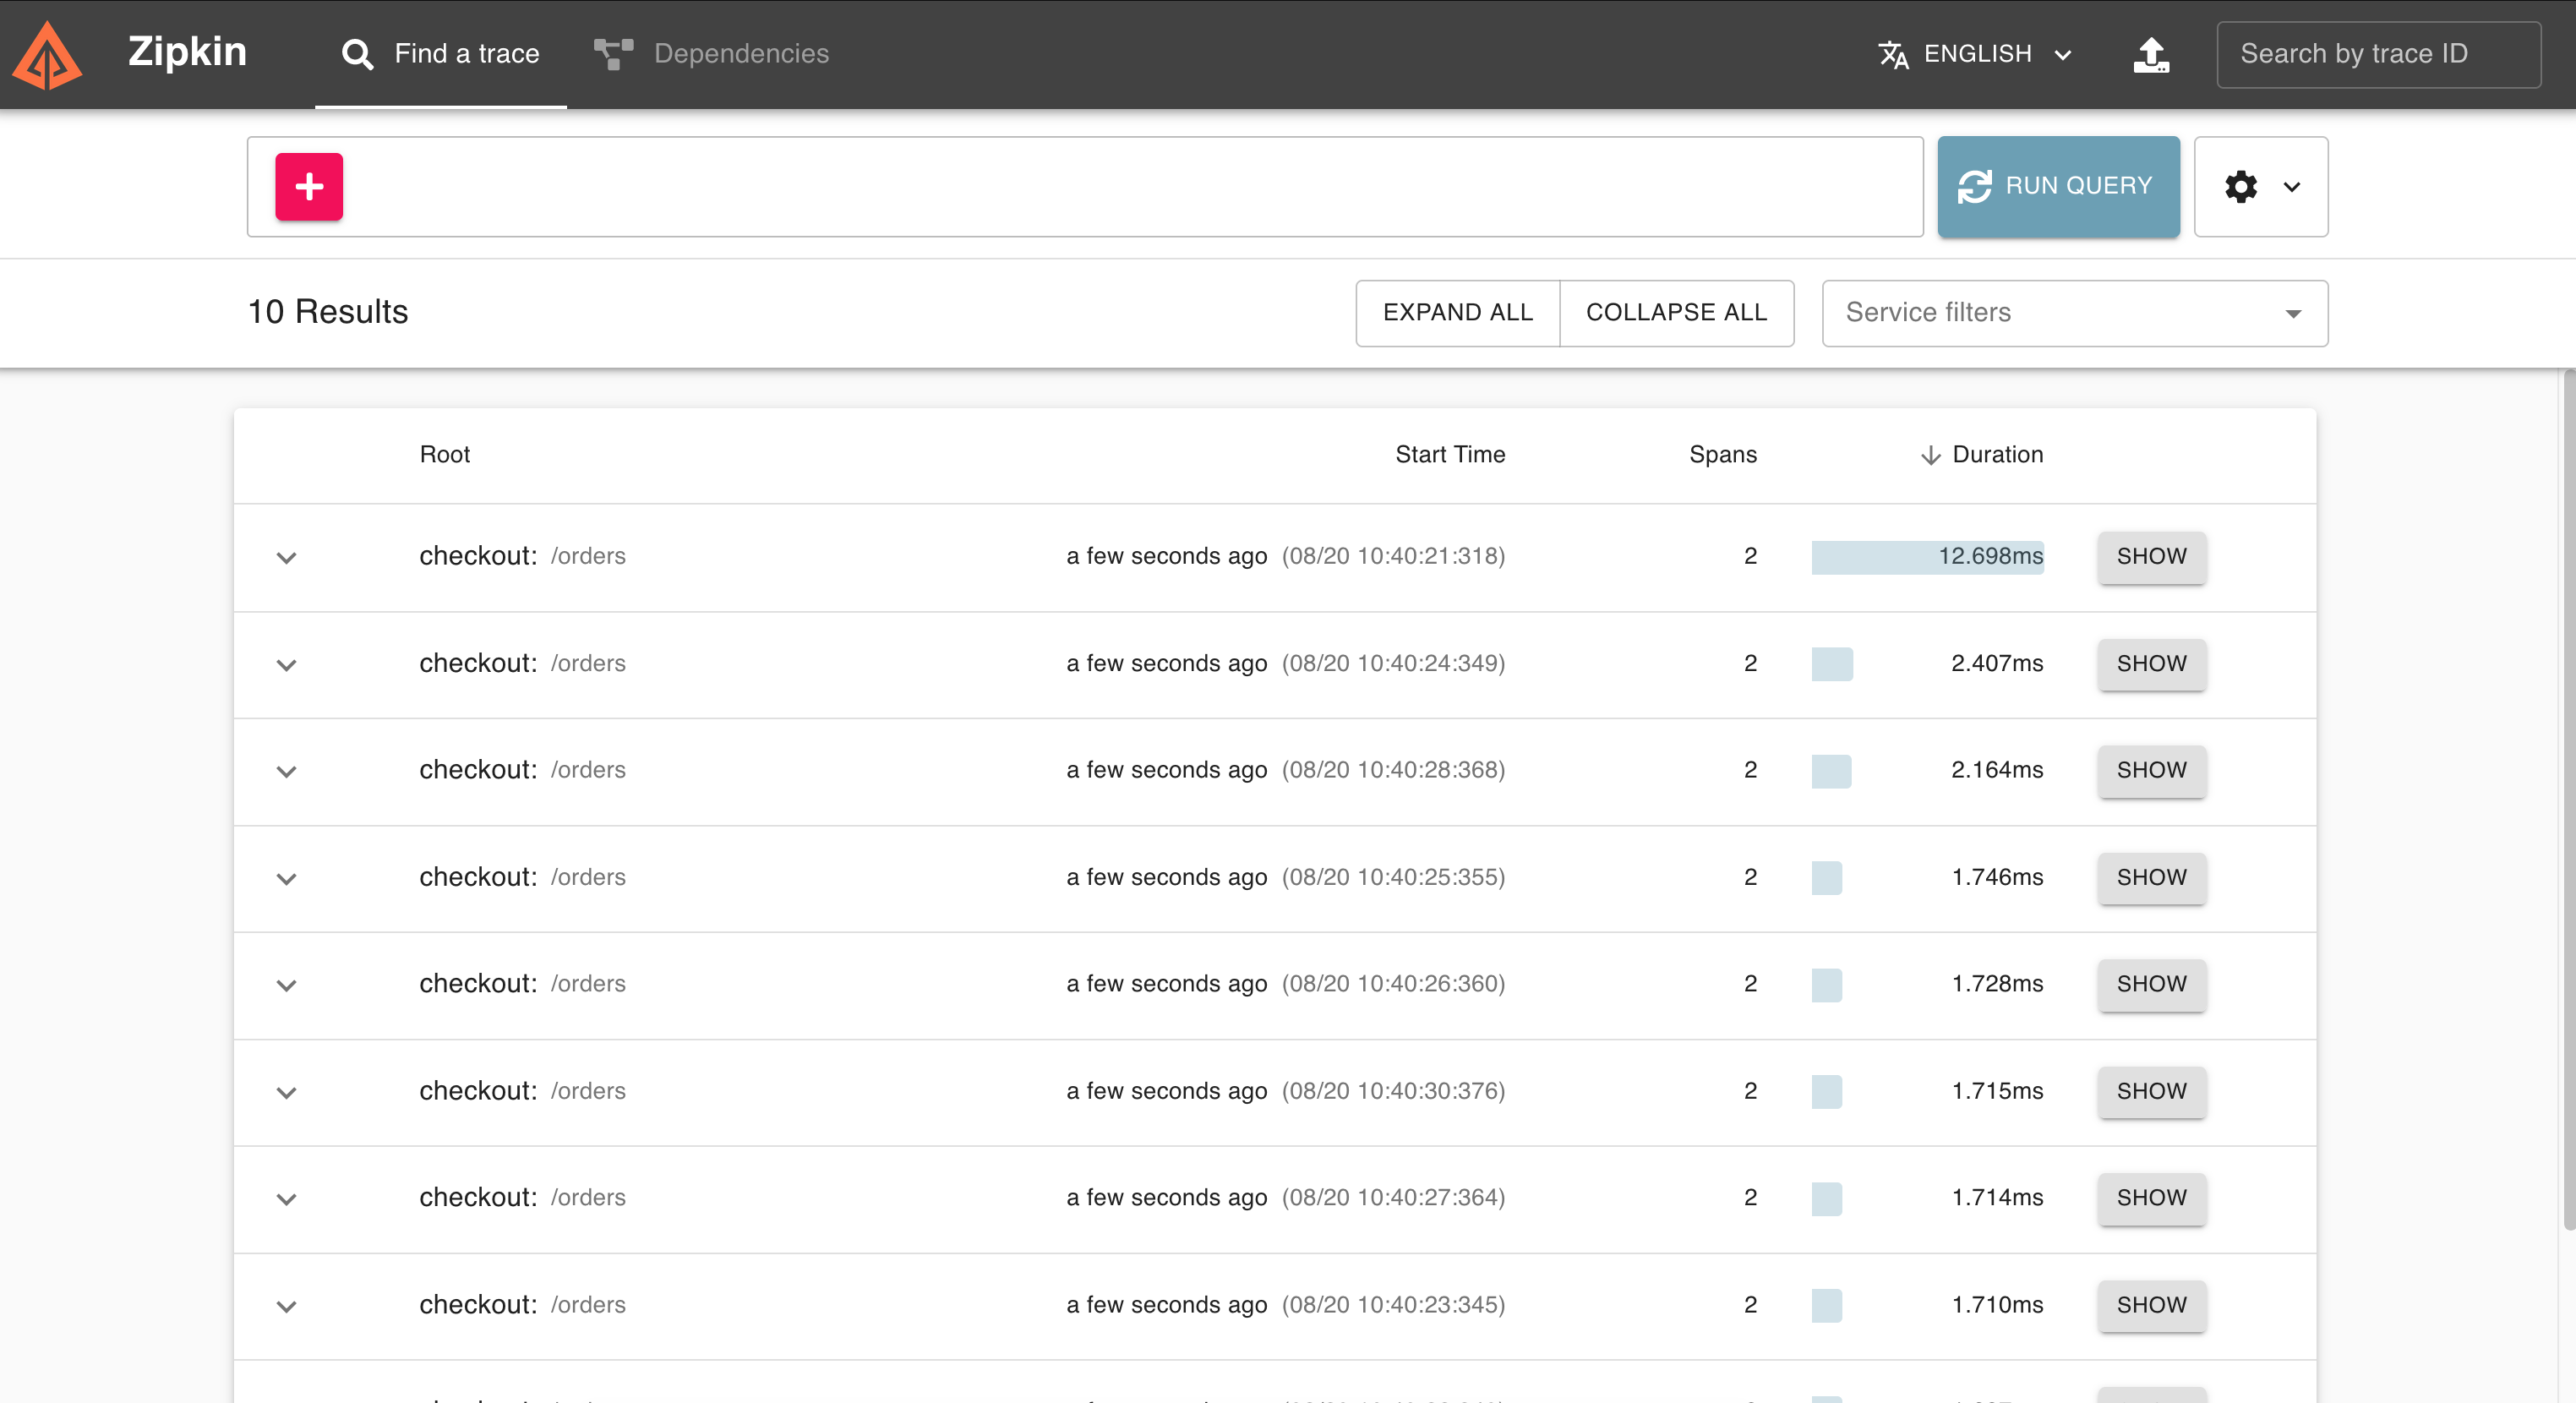 Zipkin Find a trace Dependencies ENGLISH Search by trace ID
RUN QUERY
10 Results EXPAND ALL COLLAPSE ALL Service filters
Root Start Time Spans Duration
checkout: /orders a few seconds ago (08/20 10:40:21:318) 2 12.698ms SHOW
checkout: /orders a few seconds ago (08/20 10:40:24:349) 2 2.407ms SHOW
checkout: /orders a few seconds ago (08/20 10:40:28:368) 2 2.164ms SHOW
checkout: /orders a few seconds ago (08/20 10:40:25:355) 2 1.746ms SHOW
checkout: /orders a few seconds ago (08/20 10:40:26:360) 2 1.728ms SHOW
checkout: /orders a few seconds ago (08/20 10:40:30:376) 2 1.715ms SHOW
checkout: /orders a few seconds ago (08/20 10:40:27:364) 2 1.714ms SHOW
checkout: /orders a few seconds ago (08/20 10:40:23:345) 2 1.710ms SHOW